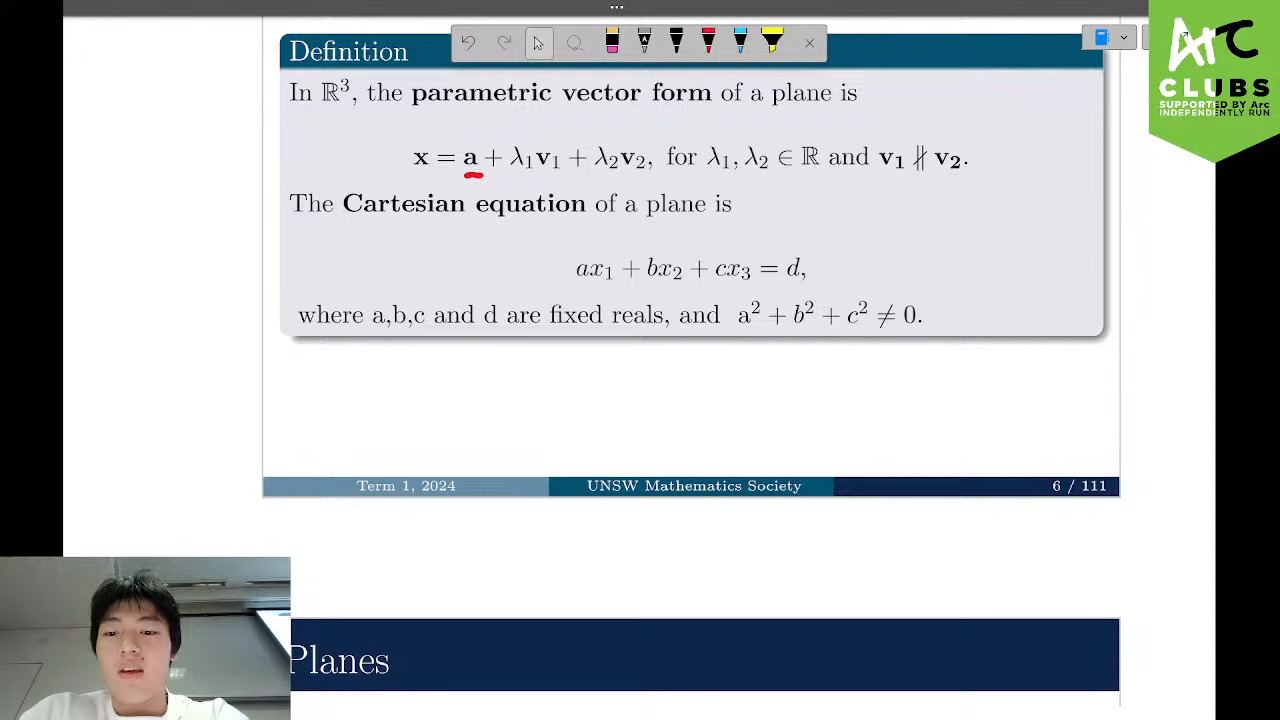 Definition
In ℝ³, the parametric vector form of a plane is
x = a + λ₁v₁ + λ₂v₂, for λ₁, λ₂ ∈ ℝ and v₁ ∦ v₂.
The Cartesian equation of a plane is
ax₁ + bx₂ + cx₃ = d,
where a,b,c and d are fixed reals, and a² + b² + c² ≠ 0.
Term 1, 2024 UNSW Mathematics Society 6 / 111
Planes
Arc
CLUBS
SUPPORTED BY Arc
INDEPENDENTLY RUN